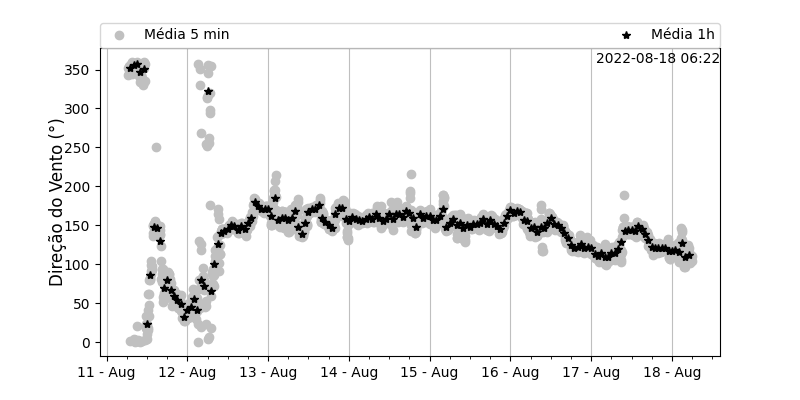 Média 5 min
Média 1h
2022-08-18 06:22
Direção do Vento (°)
350
300
250
200
150
100
50
0
11 - Aug
12 - Aug
13 - Aug
14 - Aug
15 - Aug
16 - Aug
17 - Aug
18 - Aug